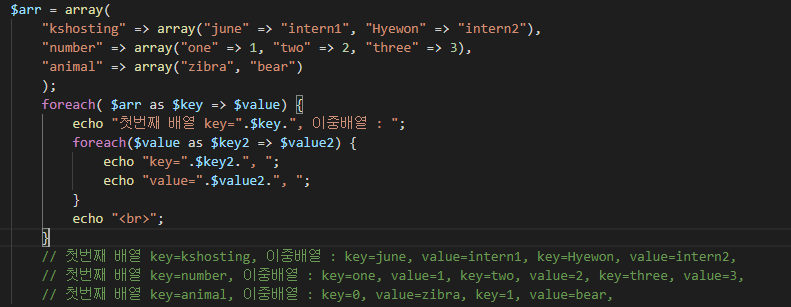 $arr = array(
"kshosting" => array("june" => "intern1", "Hyewon" => "intern2"),
"number" => array("one" => 1, "two" => 2, "three" => 3),
"animal" => array("zibra", "bear")
);
foreach( $arr as $key => $value) {
echo "첫번째 배열 key=".$key.", 이중배열 : ";
foreach($value as $key2 => $value2) {
echo "key=".$key2.", ";
echo "value=".$value2.", ";
}
echo "<br>";
}
// 첫번째 배열 key=kshosting, 이중배열 : key=june, value=intern1, key=Hyewon, value=intern2,
// 첫번째 배열 key=number, 이중배열 : key=one, value=1, key=two, value=2, key=three, value=3,
// 첫번째 배열 key=animal, 이중배열 : key=0, value=zibra, key=1, value=bear,